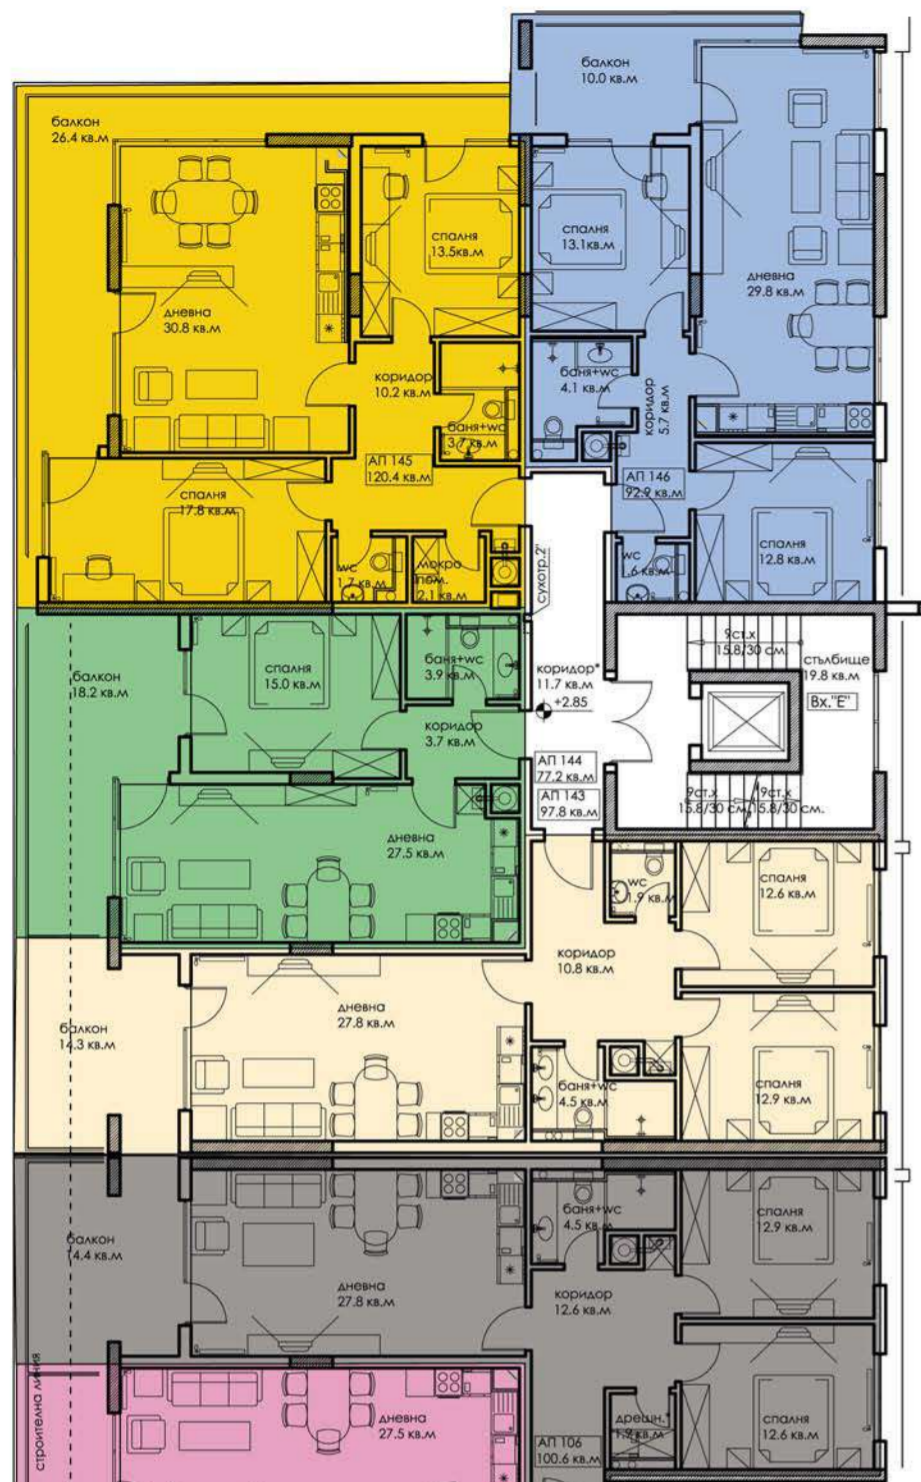 балкон
10.0 кв.м
балкон
26.4 кв.м
спалня
13.5кв.м
спалня
13.1кв.м
дневна
29.8 кв.м
дневна
30.8 кв.м
коридор
10.2 кв.м
баня+wc
3.7 кв.м
баня+wc
4.1 кв.м
коридор
5.7 кв.м
АП 145
120.4 кв.м
АП 146
92.9 кв.м
спалня
17.8 кв.м
wc
1.7 кв.м
мокро
пом.
2.1 кв.м
сухотр.2"
wc
.6 кв.м
спалня
12.8 кв.м
балкон
18.2 кв.м
спалня
15.0 кв.м
баня+wc
3.9 кв.м
коридор
3.7 кв.м
коридор*
11.7 кв.м
+2.85
9ст.х
15.8/30 см.
стълбище
19.8 кв.м
Вх."Е"
АП 144
77.2 кв.м
АП 143
97.8 кв.м
9ст.х
15.8/30 см.
9ст.х
15.8/30 см.
дневна
27.5 кв.м
wc
1.9 кв.м
спалня
12.6 кв.м
коридор
10.8 кв.м
дневна
27.8 кв.м
балкон
14.3 кв.м
баня+wc
4.5 кв.м
спалня
12.9 кв.м
балкон
14.4 кв.м
баня+wc
4.5 кв.м
спалня
12.9 кв.м
дневна
27.8 кв.м
коридор
12.6 кв.м
строителна линия
дневна
27.5 кв.м
АП 106
100.6 кв.м
дрешн.*
1.9 кв.м
спалня
12.6 кв.м